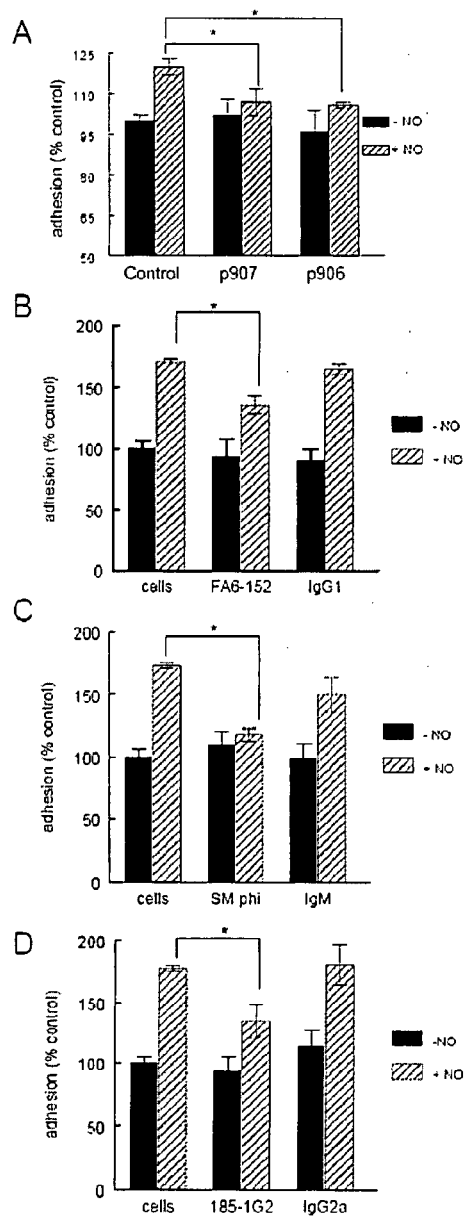 A
*
*
125
110
95
80
65
50
adhesion (% control)
- NO
+ NO
Control p907 p906
B
*
200
150
100
50
0
adhesion (% control)
- NO
+ NO
cells FA6-152 IgG1
C
*
200
150
100
50
0
adhesion (% control)
***
- NO
+ NO
cells SM phi IgM
D
*
200
150
100
50
0
adhesion (% control)
-NO
+ NO
cells 185-1G2 IgG2a